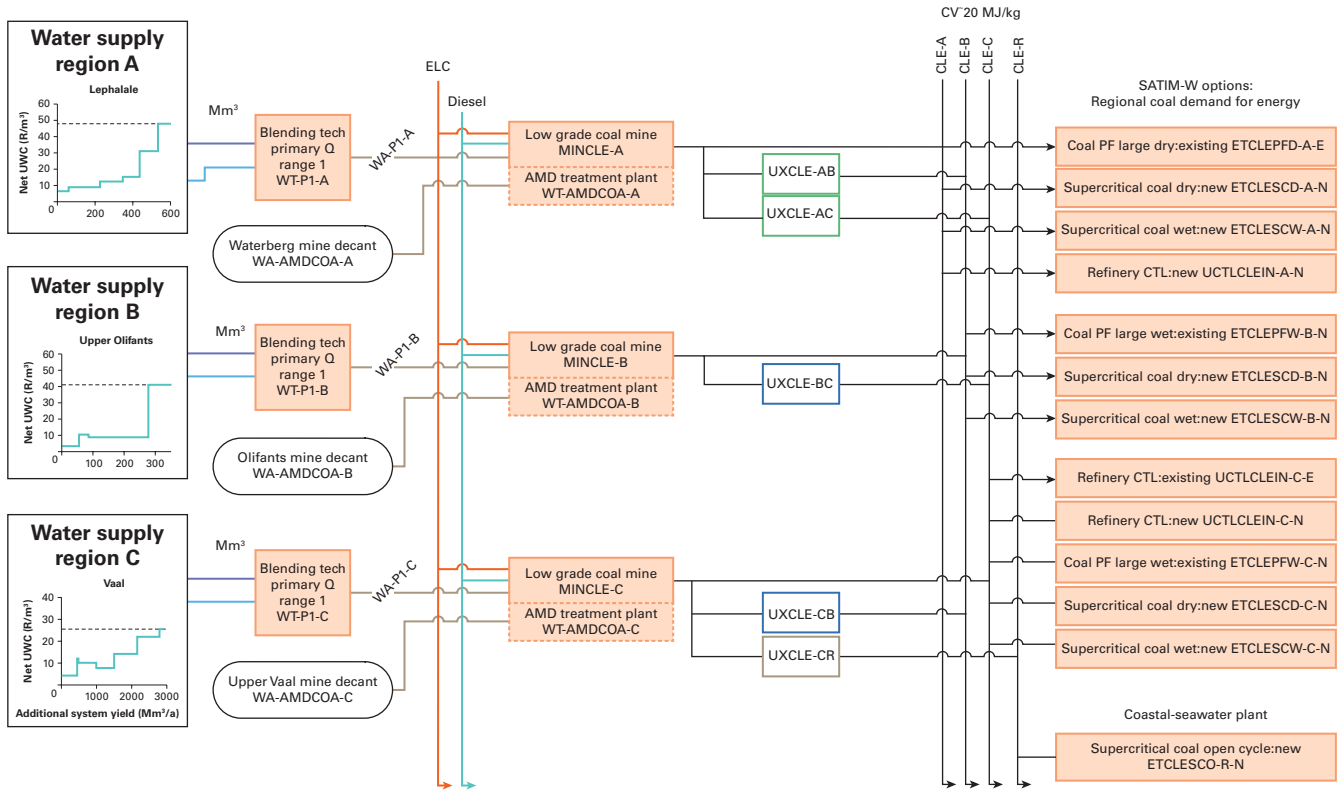 CV~20 MJ/kg
CLE-A
CLE-B
CLE-C
CLE-R
SATIM-W options:
Regional coal demand for energy
ELC
Diesel
Water supply
region A
Lephalale
Net UWC (R/m³)
60
50
40
30
20
10
0
200
400
600
Mm³
Blending tech
primary Q
range 1
WT-P1-A
WA-P1-A
Waterberg mine decant
WA-AMDCOA-A
Low grade coal mine
MINCLE-A
AMD treatment plant
WT-AMDCOA-A
UXCLE-AB
UXCLE-AC
Coal PF large dry:existing ETCLEPFD-A-E
Supercritical coal dry:new ETCLESCD-A-N
Supercritical coal wet:new ETCLESCW-A-N
Refinery CTL:new UCTLCLEIN-A-N
Water supply
region B
Upper Olifants
Net UWC (R/m³)
60
50
40
30
20
10
0
100
200
300
Mm³
Blending tech
primary Q
range 1
WT-P1-B
WA-P1-B
Olifants mine decant
WA-AMDCOA-B
Low grade coal mine
MINCLE-B
AMD treatment plant
WT-AMDCOA-B
UXCLE-BC
Coal PF large wet:existing ETCLEPFW-B-N
Supercritical coal dry:new ETCLESCD-B-N
Supercritical coal wet:new ETCLESCW-B-N
Water supply
region C
Vaal
Net UWC (R/m³)
40
30
20
10
0
1000
2000
3000
Additional system yield (Mm³/a)
Mm³
Blending tech
primary Q
range 1
WT-P1-C
WA-P1-C
Upper Vaal mine decant
WA-AMDCOA-C
Low grade coal mine
MINCLE-C
AMD treatment plant
WT-AMDCOA-C
UXCLE-CB
UXCLE-CR
Refinery CTL:existing UCTLCLEIN-C-E
Refinery CTL:new UCTLCLEIN-C-N
Coal PF large wet:existing ETCLEPFW-C-N
Supercritical coal dry:new ETCLESCD-C-N
Supercritical coal wet:new ETCLESCW-C-N
Coastal-seawater plant
Supercritical coal open cycle:new
ETCLESCO-R-N